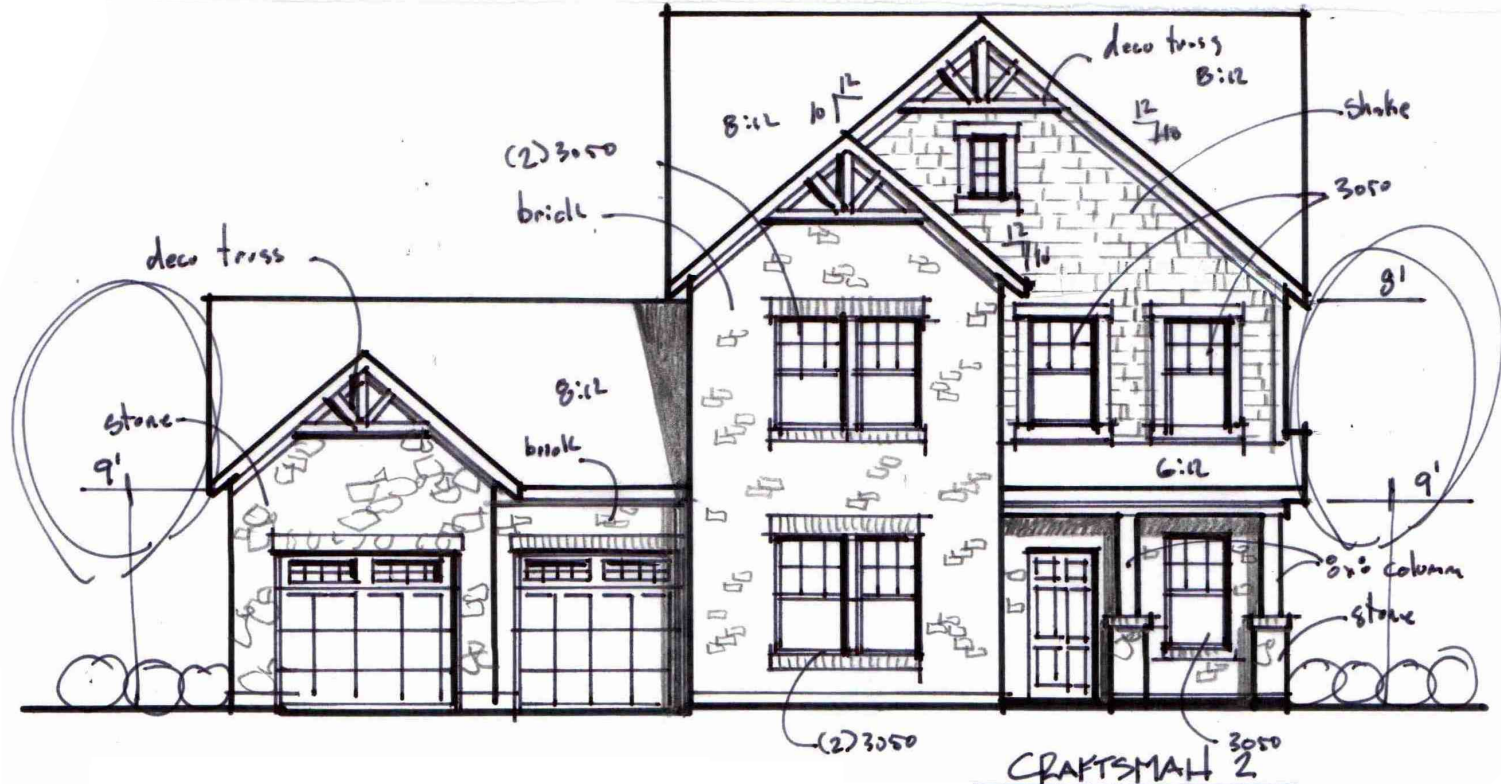 deco truss
8:12
12
10
8:12
12
10
shake
(2) 3050
brick
3050
12
10
deco truss
8'
stone
8:12
9'
brick
6:12
9'
8x8 column
stone
(2) 3050
3050
CRAFTSMAN 2